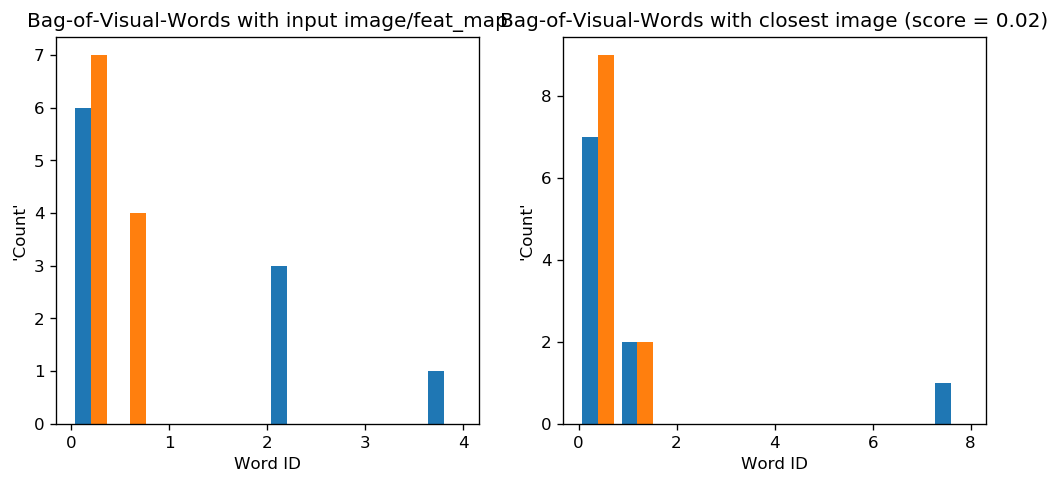 Bag-of-Visual-Words with input image/feat_map
Bag-of-Visual-Words with closest image (score = 0.02)
7
6
5
4
3
2
1
0
'Count'
0 1 2 3 4
Word ID
8
6
4
2
0
'Count'
0 2 4 6 8
Word ID